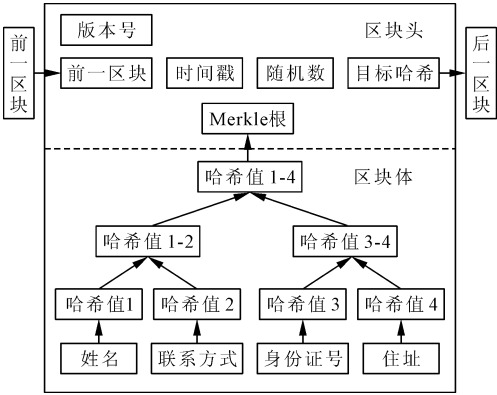 版本号
区块头
前一区块
前一区块
时间戳
随机数
目标哈希
后一区块
Merkle根
哈希值1-4
区块体
哈希值1-2
哈希值3-4
哈希值1
哈希值2
哈希值3
哈希值4
姓名
联系方式
身份证号
住址